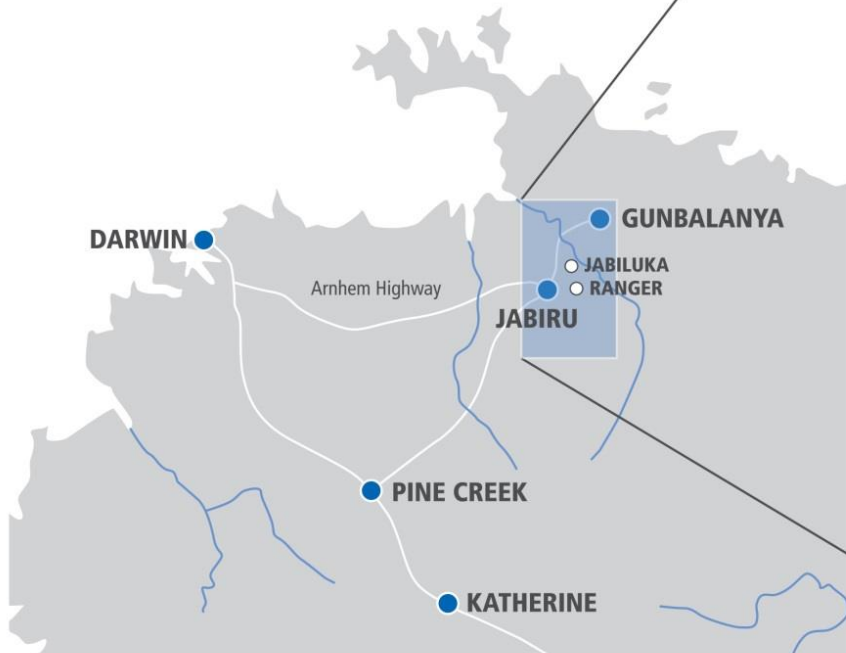 GUNBALANYA
DARWIN
JABILUKA
Arnhem Highway
RANGER
JABIRU
PINE CREEK
KATHERINE